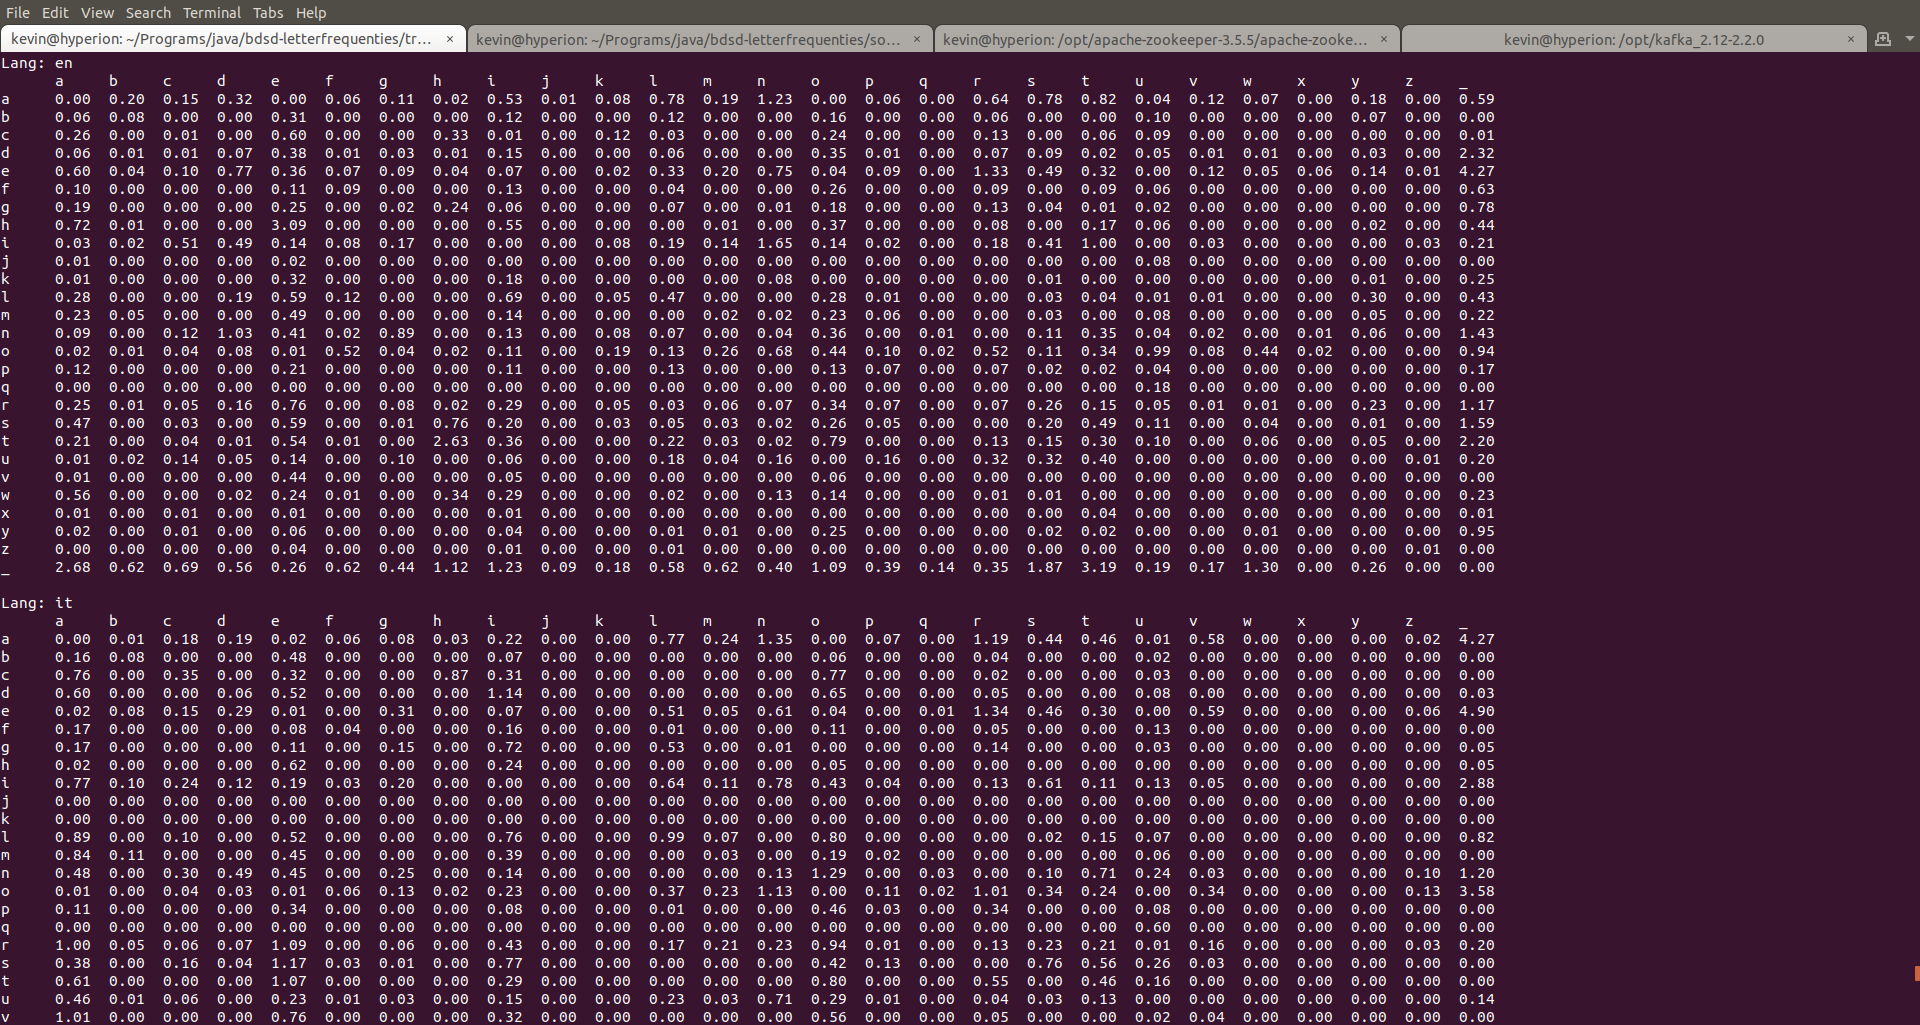 File Edit View Search Terminal Tabs Help
kevin@hyperion: ~/Programs/java/bdsd-letterfrequenties/tr... × kevin@hyperion: ~/Programs/java/bdsd-letterfrequenties/so... × kevin@hyperion: /opt/apache-zookeeper-3.5.5/apache-zooke... × kevin@hyperion: /opt/kafka_2.12-2.2.0 ×
Lang: en
a b c d e f g h i j k l m n o p q r s t u v w x y z _
a 0.00 0.20 0.15 0.32 0.00 0.06 0.11 0.02 0.53 0.01 0.08 0.78 0.19 1.23 0.00 0.06 0.00 0.64 0.78 0.82 0.04 0.12 0.07 0.00 0.18 0.00 0.59
b 0.06 0.08 0.00 0.00 0.31 0.00 0.00 0.00 0.12 0.00 0.00 0.12 0.00 0.00 0.16 0.00 0.00 0.06 0.00 0.00 0.10 0.00 0.00 0.00 0.07 0.00 0.00
c 0.26 0.00 0.01 0.00 0.60 0.00 0.00 0.33 0.01 0.00 0.12 0.03 0.00 0.00 0.24 0.00 0.00 0.13 0.00 0.06 0.09 0.00 0.00 0.00 0.00 0.00 0.01
d 0.06 0.01 0.01 0.07 0.38 0.01 0.03 0.01 0.15 0.00 0.00 0.06 0.00 0.00 0.35 0.01 0.00 0.07 0.09 0.02 0.05 0.01 0.01 0.00 0.03 0.00 2.32
e 0.60 0.04 0.10 0.77 0.36 0.07 0.09 0.04 0.07 0.00 0.02 0.33 0.20 0.75 0.04 0.09 0.00 1.33 0.49 0.32 0.00 0.12 0.05 0.06 0.14 0.01 4.27
f 0.10 0.00 0.00 0.00 0.11 0.09 0.00 0.00 0.13 0.00 0.00 0.04 0.00 0.00 0.26 0.00 0.00 0.09 0.00 0.09 0.06 0.00 0.00 0.00 0.00 0.00 0.63
g 0.19 0.00 0.00 0.00 0.25 0.00 0.02 0.24 0.06 0.00 0.00 0.07 0.00 0.01 0.18 0.00 0.00 0.13 0.04 0.01 0.02 0.00 0.00 0.00 0.00 0.00 0.78
h 0.72 0.01 0.00 0.00 3.09 0.00 0.00 0.00 0.55 0.00 0.00 0.00 0.01 0.00 0.37 0.00 0.00 0.08 0.00 0.17 0.06 0.00 0.00 0.00 0.02 0.00 0.44
i 0.03 0.02 0.51 0.49 0.14 0.08 0.17 0.00 0.00 0.00 0.08 0.19 0.14 1.65 0.14 0.02 0.00 0.18 0.41 1.00 0.00 0.03 0.00 0.00 0.00 0.03 0.21
j 0.01 0.00 0.00 0.00 0.02 0.00 0.00 0.00 0.00 0.00 0.00 0.00 0.00 0.00 0.00 0.00 0.00 0.00 0.00 0.00 0.08 0.00 0.00 0.00 0.00 0.00 0.00
k 0.01 0.00 0.00 0.00 0.32 0.00 0.00 0.00 0.18 0.00 0.00 0.00 0.00 0.08 0.00 0.00 0.00 0.00 0.01 0.00 0.00 0.00 0.00 0.00 0.01 0.00 0.25
l 0.28 0.00 0.00 0.19 0.59 0.12 0.00 0.00 0.69 0.00 0.05 0.47 0.00 0.00 0.28 0.01 0.00 0.00 0.03 0.04 0.01 0.01 0.00 0.00 0.30 0.00 0.43
m 0.23 0.05 0.00 0.00 0.49 0.00 0.00 0.00 0.14 0.00 0.00 0.00 0.02 0.02 0.23 0.06 0.00 0.00 0.03 0.00 0.08 0.00 0.00 0.00 0.05 0.00 0.22
n 0.09 0.00 0.12 1.03 0.41 0.02 0.89 0.00 0.13 0.00 0.08 0.07 0.00 0.04 0.36 0.00 0.01 0.00 0.11 0.35 0.04 0.02 0.00 0.01 0.06 0.00 1.43
o 0.02 0.01 0.04 0.08 0.01 0.52 0.04 0.02 0.11 0.00 0.19 0.13 0.26 0.68 0.44 0.10 0.02 0.52 0.11 0.34 0.99 0.08 0.44 0.02 0.00 0.00 0.94
p 0.12 0.00 0.00 0.00 0.21 0.00 0.00 0.00 0.11 0.00 0.00 0.13 0.00 0.00 0.13 0.07 0.00 0.07 0.02 0.02 0.04 0.00 0.00 0.00 0.00 0.00 0.17
q 0.00 0.00 0.00 0.00 0.00 0.00 0.00 0.00 0.00 0.00 0.00 0.00 0.00 0.00 0.00 0.00 0.00 0.00 0.00 0.00 0.18 0.00 0.00 0.00 0.00 0.00 0.00
r 0.25 0.01 0.05 0.16 0.76 0.00 0.08 0.02 0.29 0.00 0.05 0.03 0.06 0.07 0.34 0.07 0.00 0.07 0.26 0.15 0.05 0.01 0.01 0.00 0.23 0.00 1.17
s 0.47 0.00 0.03 0.00 0.59 0.00 0.01 0.76 0.20 0.00 0.03 0.05 0.03 0.02 0.26 0.05 0.00 0.00 0.20 0.49 0.11 0.00 0.04 0.00 0.01 0.00 1.59
t 0.21 0.00 0.04 0.01 0.54 0.01 0.00 2.63 0.36 0.00 0.00 0.22 0.03 0.02 0.79 0.00 0.00 0.13 0.15 0.30 0.10 0.00 0.06 0.00 0.05 0.00 2.20
u 0.01 0.02 0.14 0.05 0.14 0.00 0.10 0.00 0.06 0.00 0.00 0.18 0.04 0.16 0.00 0.16 0.00 0.32 0.32 0.40 0.00 0.00 0.00 0.00 0.00 0.01 0.20
v 0.01 0.00 0.00 0.00 0.44 0.00 0.00 0.00 0.05 0.00 0.00 0.00 0.00 0.00 0.06 0.00 0.00 0.00 0.00 0.00 0.00 0.00 0.00 0.00 0.00 0.00 0.00
w 0.56 0.00 0.00 0.02 0.24 0.01 0.00 0.34 0.29 0.00 0.00 0.02 0.00 0.13 0.14 0.00 0.00 0.01 0.01 0.00 0.00 0.00 0.00 0.00 0.00 0.00 0.23
x 0.01 0.00 0.01 0.00 0.01 0.00 0.00 0.00 0.01 0.00 0.00 0.00 0.00 0.00 0.00 0.00 0.00 0.00 0.00 0.04 0.00 0.00 0.00 0.00 0.00 0.00 0.01
y 0.02 0.00 0.01 0.00 0.06 0.00 0.00 0.00 0.04 0.00 0.00 0.01 0.01 0.00 0.25 0.00 0.00 0.00 0.02 0.02 0.00 0.00 0.01 0.00 0.00 0.00 0.95
z 0.00 0.00 0.00 0.00 0.04 0.00 0.00 0.00 0.01 0.00 0.00 0.01 0.00 0.00 0.00 0.00 0.00 0.00 0.00 0.00 0.00 0.00 0.00 0.00 0.00 0.01 0.00
_ 2.68 0.62 0.69 0.56 0.26 0.62 0.44 1.12 1.23 0.09 0.18 0.58 0.62 0.40 1.09 0.39 0.14 0.35 1.87 3.19 0.19 0.17 1.30 0.00 0.26 0.00 0.00
Lang: it
a b c d e f g h i j k l m n o p q r s t u v w x y z _
a 0.00 0.01 0.18 0.19 0.02 0.06 0.08 0.03 0.22 0.00 0.00 0.77 0.24 1.35 0.00 0.07 0.00 1.19 0.44 0.46 0.01 0.58 0.00 0.00 0.00 0.02 4.27
b 0.16 0.08 0.00 0.00 0.48 0.00 0.00 0.00 0.07 0.00 0.00 0.00 0.00 0.00 0.06 0.00 0.00 0.04 0.00 0.00 0.02 0.00 0.00 0.00 0.00 0.00 0.00
c 0.76 0.00 0.35 0.00 0.32 0.00 0.00 0.87 0.31 0.00 0.00 0.00 0.00 0.00 0.77 0.00 0.00 0.02 0.00 0.00 0.03 0.00 0.00 0.00 0.00 0.00 0.00
d 0.60 0.00 0.00 0.06 0.52 0.00 0.00 0.00 1.14 0.00 0.00 0.00 0.00 0.00 0.65 0.00 0.00 0.05 0.00 0.00 0.08 0.00 0.00 0.00 0.00 0.00 0.03
e 0.02 0.08 0.15 0.29 0.01 0.00 0.31 0.00 0.07 0.00 0.00 0.51 0.05 0.61 0.04 0.00 0.01 1.34 0.46 0.30 0.00 0.59 0.00 0.00 0.00 0.06 4.90
f 0.17 0.00 0.00 0.00 0.08 0.04 0.00 0.00 0.16 0.00 0.00 0.01 0.00 0.00 0.11 0.00 0.00 0.05 0.00 0.00 0.13 0.00 0.00 0.00 0.00 0.00 0.00
g 0.17 0.00 0.00 0.00 0.11 0.00 0.15 0.00 0.72 0.00 0.00 0.53 0.00 0.01 0.00 0.00 0.00 0.14 0.00 0.00 0.03 0.00 0.00 0.00 0.00 0.00 0.05
h 0.02 0.00 0.00 0.00 0.62 0.00 0.00 0.00 0.24 0.00 0.00 0.00 0.00 0.00 0.05 0.00 0.00 0.00 0.00 0.00 0.00 0.00 0.00 0.00 0.00 0.00 0.05
i 0.77 0.10 0.24 0.12 0.19 0.03 0.20 0.00 0.00 0.00 0.00 0.64 0.11 0.78 0.43 0.04 0.00 0.13 0.61 0.11 0.13 0.05 0.00 0.00 0.00 0.00 2.88
j 0.00 0.00 0.00 0.00 0.00 0.00 0.00 0.00 0.00 0.00 0.00 0.00 0.00 0.00 0.00 0.00 0.00 0.00 0.00 0.00 0.00 0.00 0.00 0.00 0.00 0.00 0.00
k 0.00 0.00 0.00 0.00 0.00 0.00 0.00 0.00 0.00 0.00 0.00 0.00 0.00 0.00 0.00 0.00 0.00 0.00 0.00 0.00 0.00 0.00 0.00 0.00 0.00 0.00 0.00
l 0.89 0.00 0.10 0.00 0.52 0.00 0.00 0.00 0.76 0.00 0.00 0.99 0.07 0.00 0.80 0.00 0.00 0.00 0.02 0.15 0.07 0.00 0.00 0.00 0.00 0.00 0.82
m 0.84 0.11 0.00 0.00 0.45 0.00 0.00 0.00 0.39 0.00 0.00 0.00 0.03 0.00 0.19 0.02 0.00 0.00 0.00 0.00 0.06 0.00 0.00 0.00 0.00 0.00 0.00
n 0.48 0.00 0.30 0.49 0.45 0.00 0.25 0.00 0.14 0.00 0.00 0.00 0.00 0.13 1.29 0.00 0.03 0.00 0.10 0.71 0.24 0.03 0.00 0.00 0.00 0.10 1.20
o 0.01 0.00 0.04 0.03 0.01 0.06 0.13 0.02 0.23 0.00 0.00 0.37 0.23 1.13 0.00 0.11 0.02 1.01 0.34 0.24 0.00 0.34 0.00 0.00 0.00 0.13 3.58
p 0.11 0.00 0.00 0.00 0.34 0.00 0.00 0.00 0.08 0.00 0.00 0.01 0.00 0.00 0.46 0.03 0.00 0.34 0.00 0.00 0.08 0.00 0.00 0.00 0.00 0.00 0.00
q 0.00 0.00 0.00 0.00 0.00 0.00 0.00 0.00 0.00 0.00 0.00 0.00 0.00 0.00 0.00 0.00 0.00 0.00 0.00 0.00 0.60 0.00 0.00 0.00 0.00 0.00 0.00
r 1.00 0.05 0.06 0.07 1.09 0.00 0.06 0.00 0.43 0.00 0.00 0.17 0.21 0.23 0.94 0.01 0.00 0.13 0.23 0.21 0.01 0.16 0.00 0.00 0.00 0.03 0.20
s 0.38 0.00 0.16 0.04 1.17 0.03 0.01 0.00 0.77 0.00 0.00 0.00 0.00 0.00 0.42 0.13 0.00 0.00 0.76 0.56 0.26 0.03 0.00 0.00 0.00 0.00 0.00
t 0.61 0.00 0.00 0.00 1.07 0.00 0.00 0.00 0.29 0.00 0.00 0.00 0.00 0.00 0.80 0.00 0.00 0.55 0.00 0.46 0.16 0.00 0.00 0.00 0.00 0.00 0.00
u 0.46 0.01 0.06 0.00 0.23 0.01 0.03 0.00 0.15 0.00 0.00 0.23 0.03 0.71 0.29 0.01 0.00 0.04 0.03 0.13 0.00 0.00 0.00 0.00 0.00 0.00 0.14
v 1.01 0.00 0.00 0.00 0.76 0.00 0.00 0.00 0.32 0.00 0.00 0.00 0.00 0.00 0.56 0.00 0.00 0.05 0.00 0.00 0.02 0.04 0.00 0.00 0.00 0.00 0.00